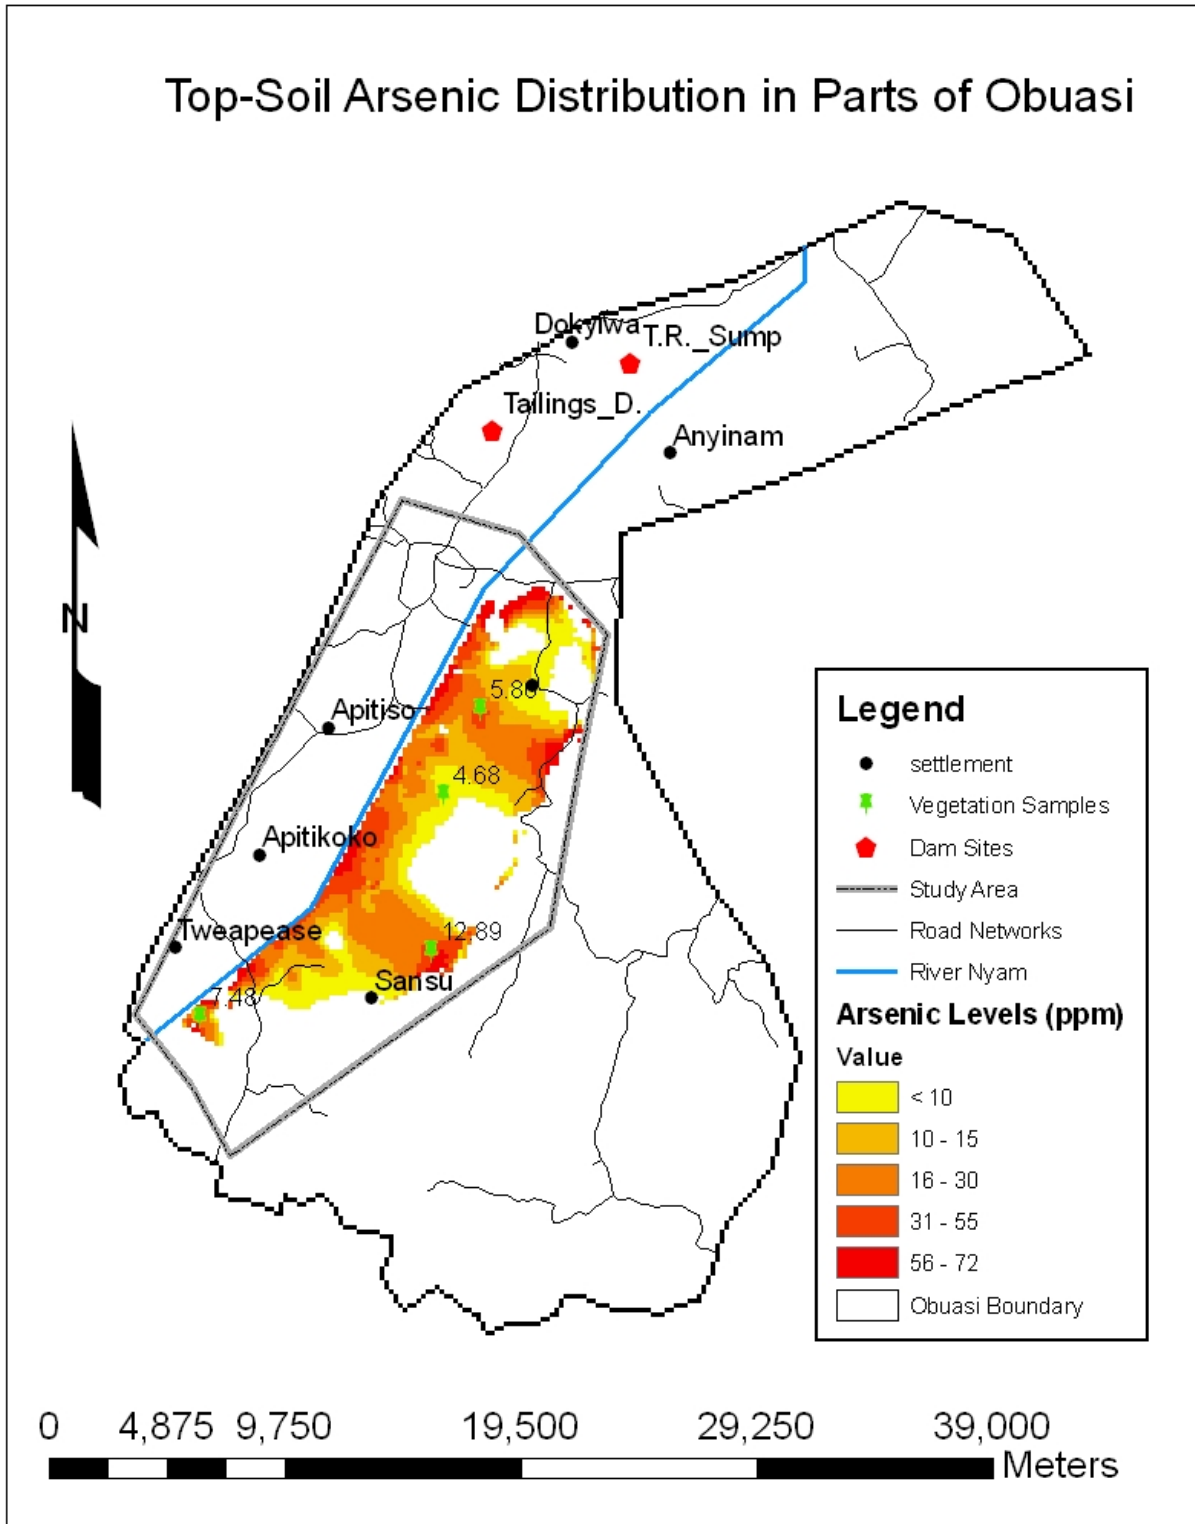 Top-Soil Arsenic Distribution in Parts of Obuasi
Dokyiwa
T.R._Sump
Tailings_D.
Anyinam
N
5.80
Apitiso
4.68
Apitikoko
Tweapease
12.89
Sansu
7.48
Legend
settlement
Vegetation Samples
Dam Sites
Study Area
Road Networks
River Nyam
Arsenic Levels (ppm)
Value
< 10
10 - 15
16 - 30
31 - 55
56 - 72
Obuasi Boundary
0 4,875 9,750 19,500 29,250 39,000
Meters